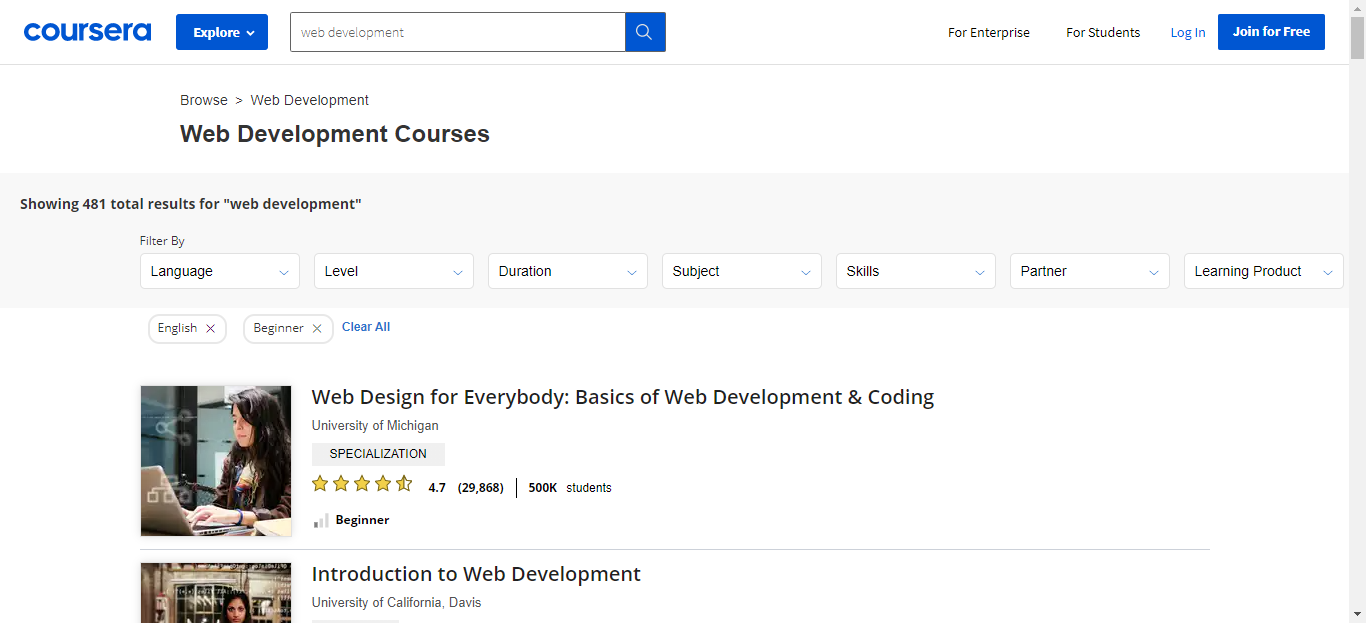 coursera Explore web development For Enterprise For Students Log In Join for Free
Browse > Web Development
Web Development Courses
Showing 481 total results for "web development"
Filter By
Language Level Duration Subject Skills Partner Learning Product
English Beginner Clear All
Web Design for Everybody: Basics of Web Development & Coding
University of Michigan
SPECIALIZATION
4.7 (29,868) 500K students
Beginner
Introduction to Web Development
University of California, Davis